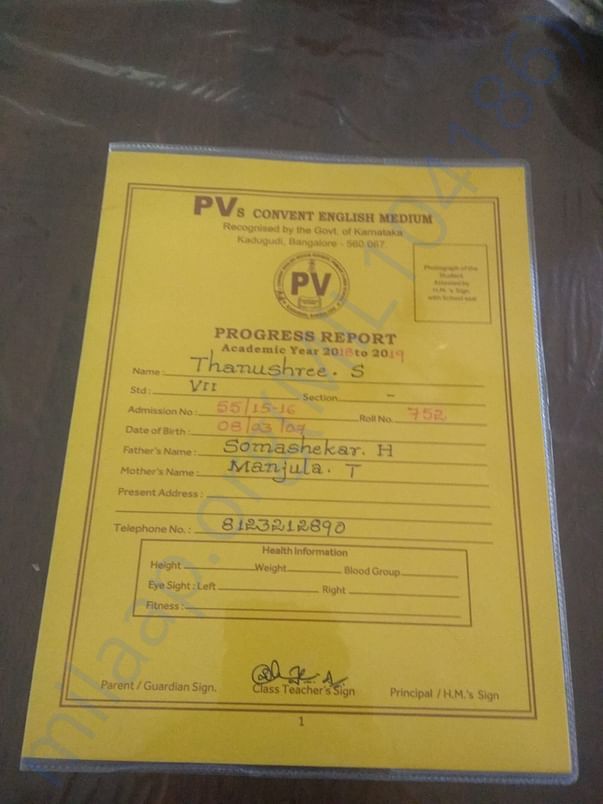 PVs CONVENT ENGLISH MEDIUM
Recognised by the Govt. of Karnataka
Kadugudi, Bangalore - 560 067.
Photograph of the
Student
Attested by
H.M.'s Sign.
with School seal
PV
PROGRESS REPORT
Academic Year 2018 to 2019
Name : Thanushree. S
Std : VII Section -
Admission No : 55/15-16 Roll No. 752
Date of Birth : 08/03/09
Father's Name : Somashekar. H
Mother's Name : Manjula. T
Present Address :
Telephone No. : 8123212890
Health Information
Height Weight Blood Group
Eye Sight : Left Right
Fitness :
Parent / Guardian Sign. Class Teacher's Sign Principal / H.M.'s Sign
1